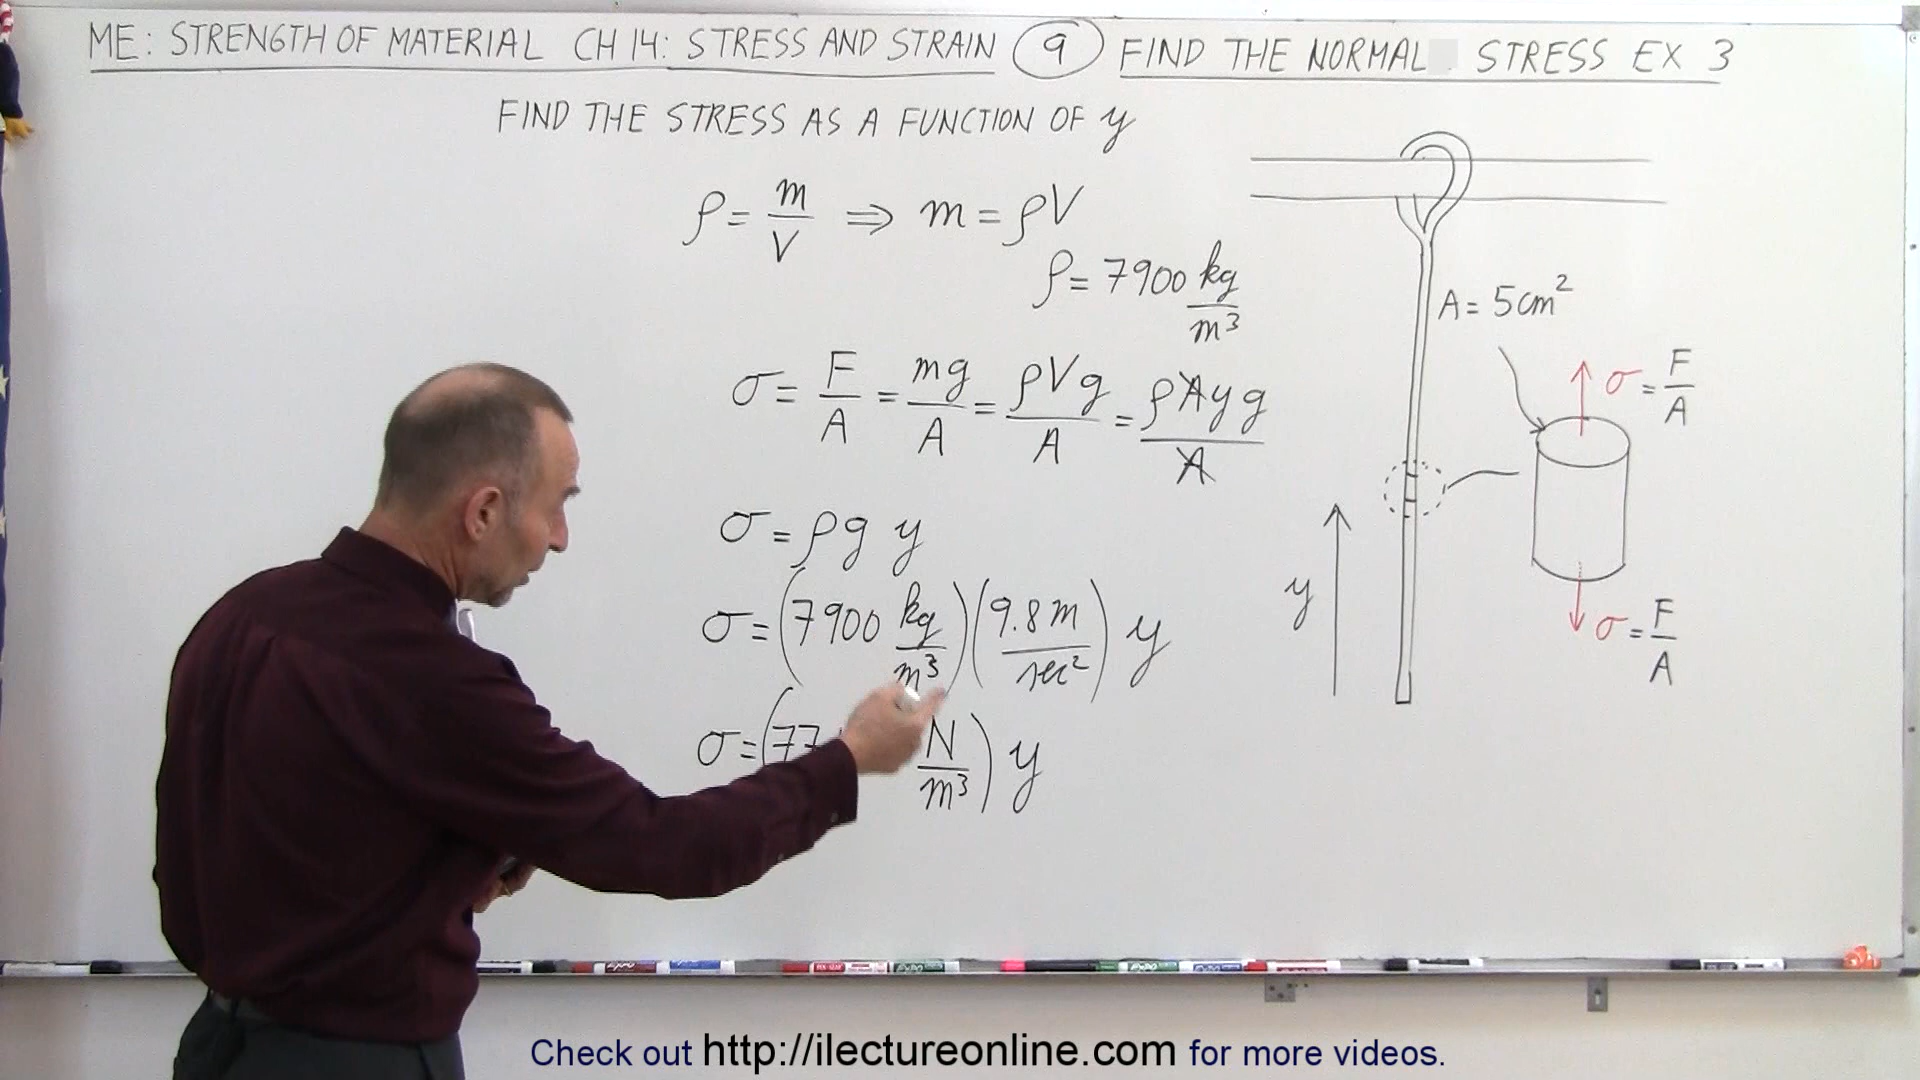 ME: STRENGTH OF MATERIAL CH 14: STRESS AND STRAIN 9 FIND THE NORMAL STRESS EX 3
FIND THE STRESS AS A FUNCTION OF y
ρ = m/V ⇒ m = ρV
ρ = 7900 kg/m³
A = 5cm²
σ = F/A = mg/A = ρVg/A = ρAyg/A
σ = F/A
σ = ρg y
y
σ = (7900 kg/m³)(9.8 m/sec²) y
σ = F/A
σ = (77 N/m³) y
Check out http://ilectureonline.com for more videos.